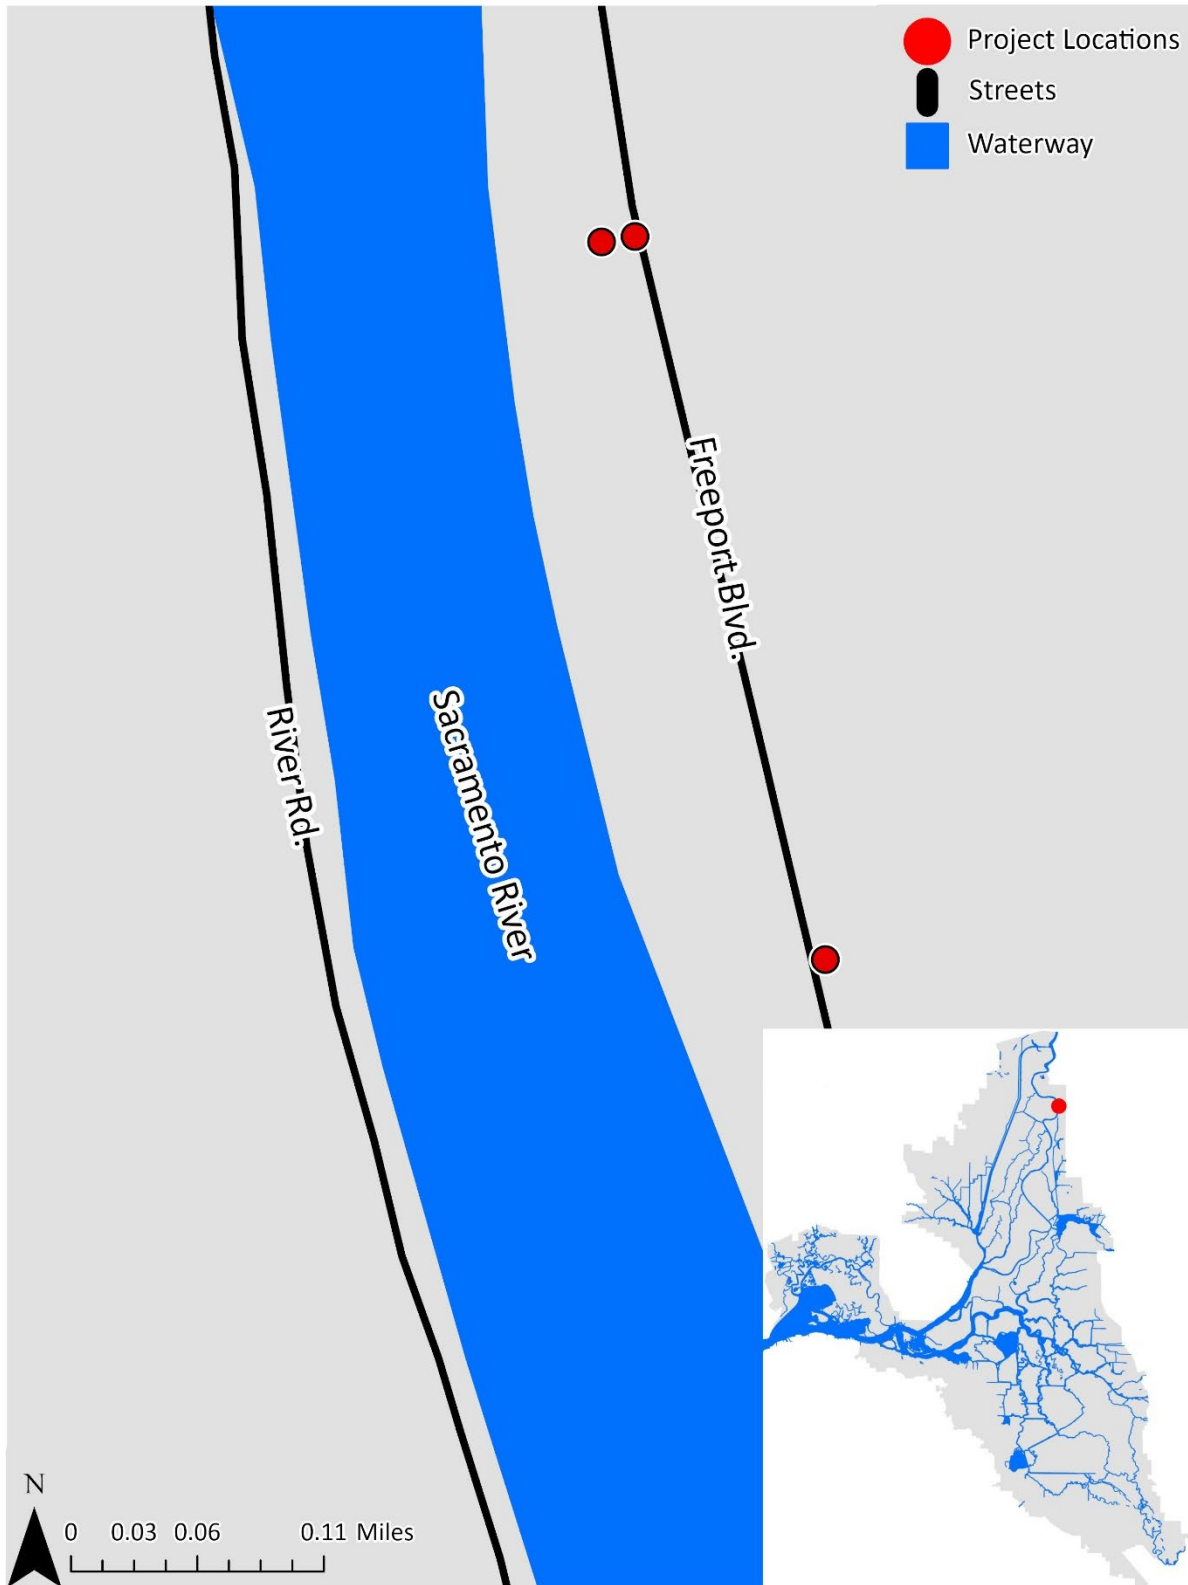 Project Locations
Streets
Waterway
Freeport Blvd.
River Rd.
Sacramento River
N
0 0.03 0.06 0.11 Miles